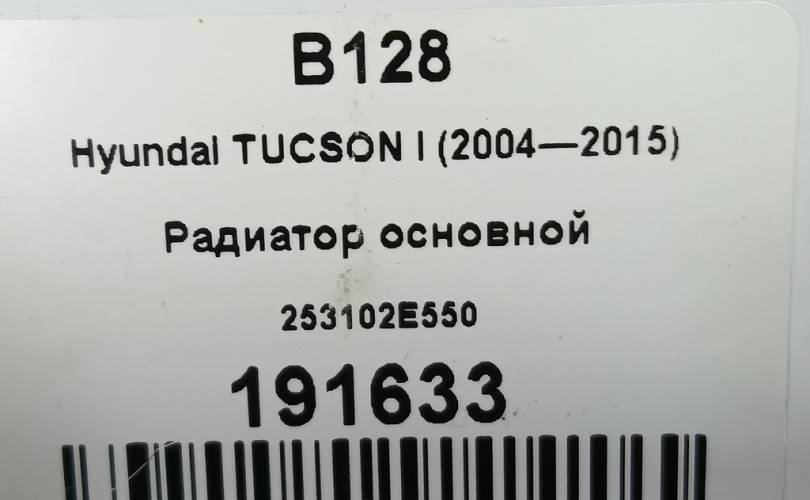 B128
Hyundai TUCSON I (2004—2015)
Радиатор основной
253102E550
191633